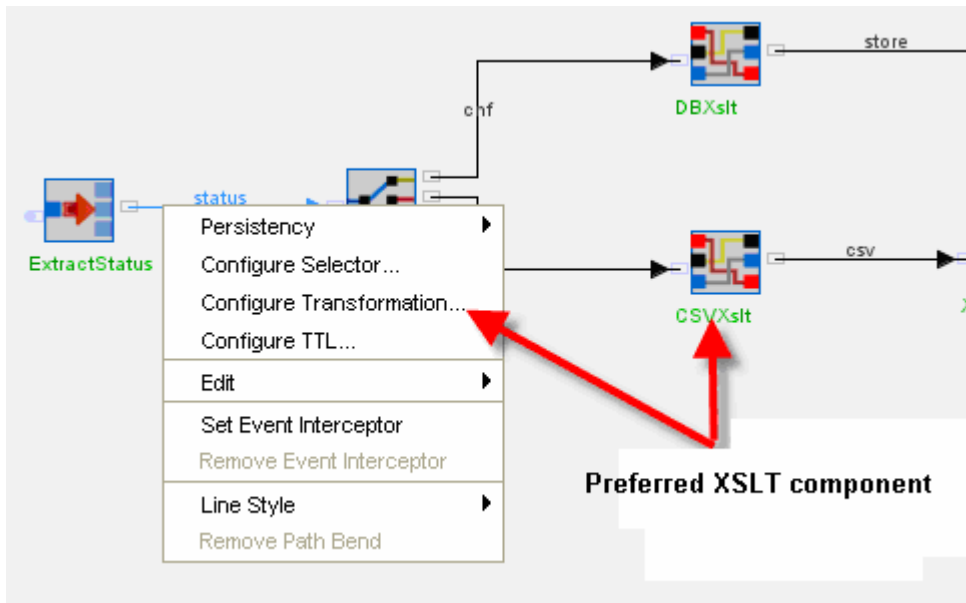 store
DBXslt
cnf
status
ExtractStatus
Persistency
Configure Selector...
Configure Transformation...
Configure TTL...
Edit
Set Event Interceptor
Remove Event Interceptor
Line Style
Remove Path Bend
csv
CSVXslt
Preferred XSLT component